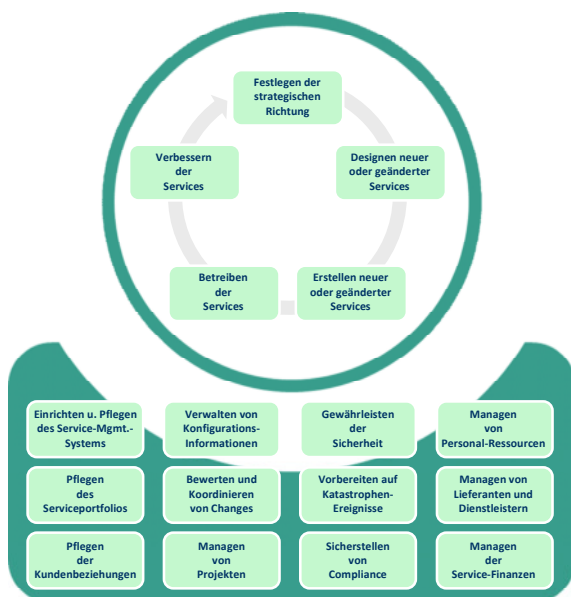 Festlegen der
strategischen
Richtung
Verbessern
der
Services
Designen neuer
oder geänderter
Services
Betreiben
der
Services
Erstellen neuer
oder geänderter
Services
Einrichten u. Pflegen
des Service-Mgmt.-
Systems
Verwalten von
Konfigurations-
Informationen
Gewährleisten
der
Sicherheit
Managen
von
Personal-Ressourcen
Pflegen
des
Serviceportfolios
Bewerten und
Koordinieren
von Changes
Vorbereiten auf
Katastrophen-
Ereignisse
Managen von
Lieferanten und
Dienstleistern
Pflegen
der
Kundenbeziehungen
Managen
von
Projekten
Sicherstellen
von
Compliance
Managen
der
Service-Finanzen